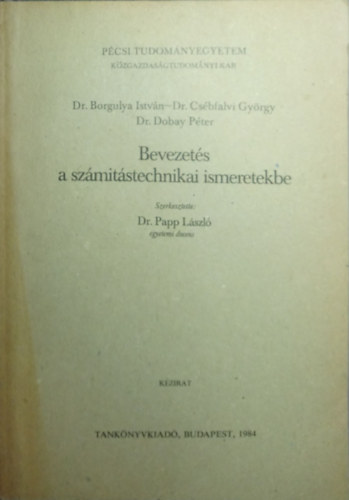 PÉCSI TUDOMÁNYEGYETEM
KÖZGAZDASÁGTUDOMÁNYI KAR
Dr. Borgulya István–Dr. Csébfalvi György
Dr. Dobay Péter
Bevezetés
a számitástechnikai ismeretekbe
Szerkesztette:
Dr. Papp László
egyetemi docens
KÉZIRAT
TANKÖNYVKIADÓ, BUDAPEST, 1984